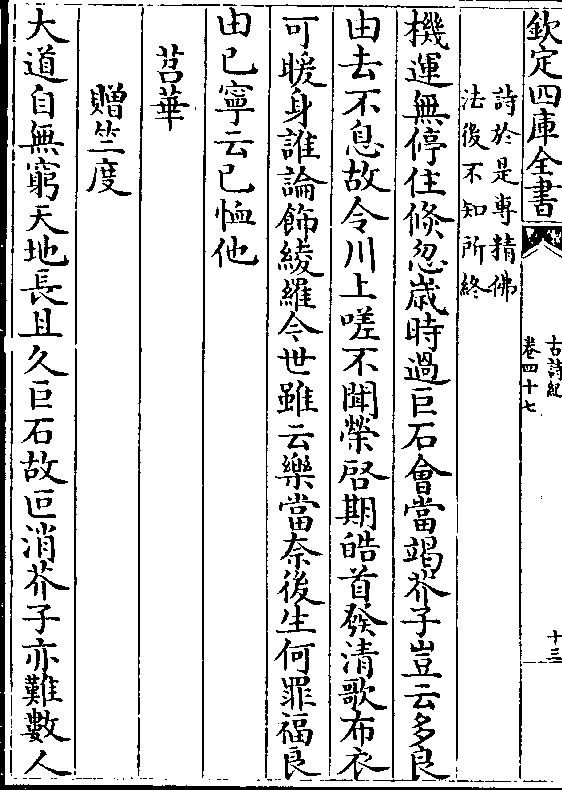 欽定四庫全書
古詩紀
卷四十七
十三
詩於是専精佛
法後不知所終
機運無停住倐忽歳時過巨石會當竭芥子豈云多良
由去不息故令川上嗟不聞榮啓期皓首發清歌布衣
可暖身誰論飾綾羅今世雖云樂當奈後生何罪福良
由已寧云已恤他
苕華
贈竺度
大道自無窮天地長且久巨石故叵消芥子亦難數人